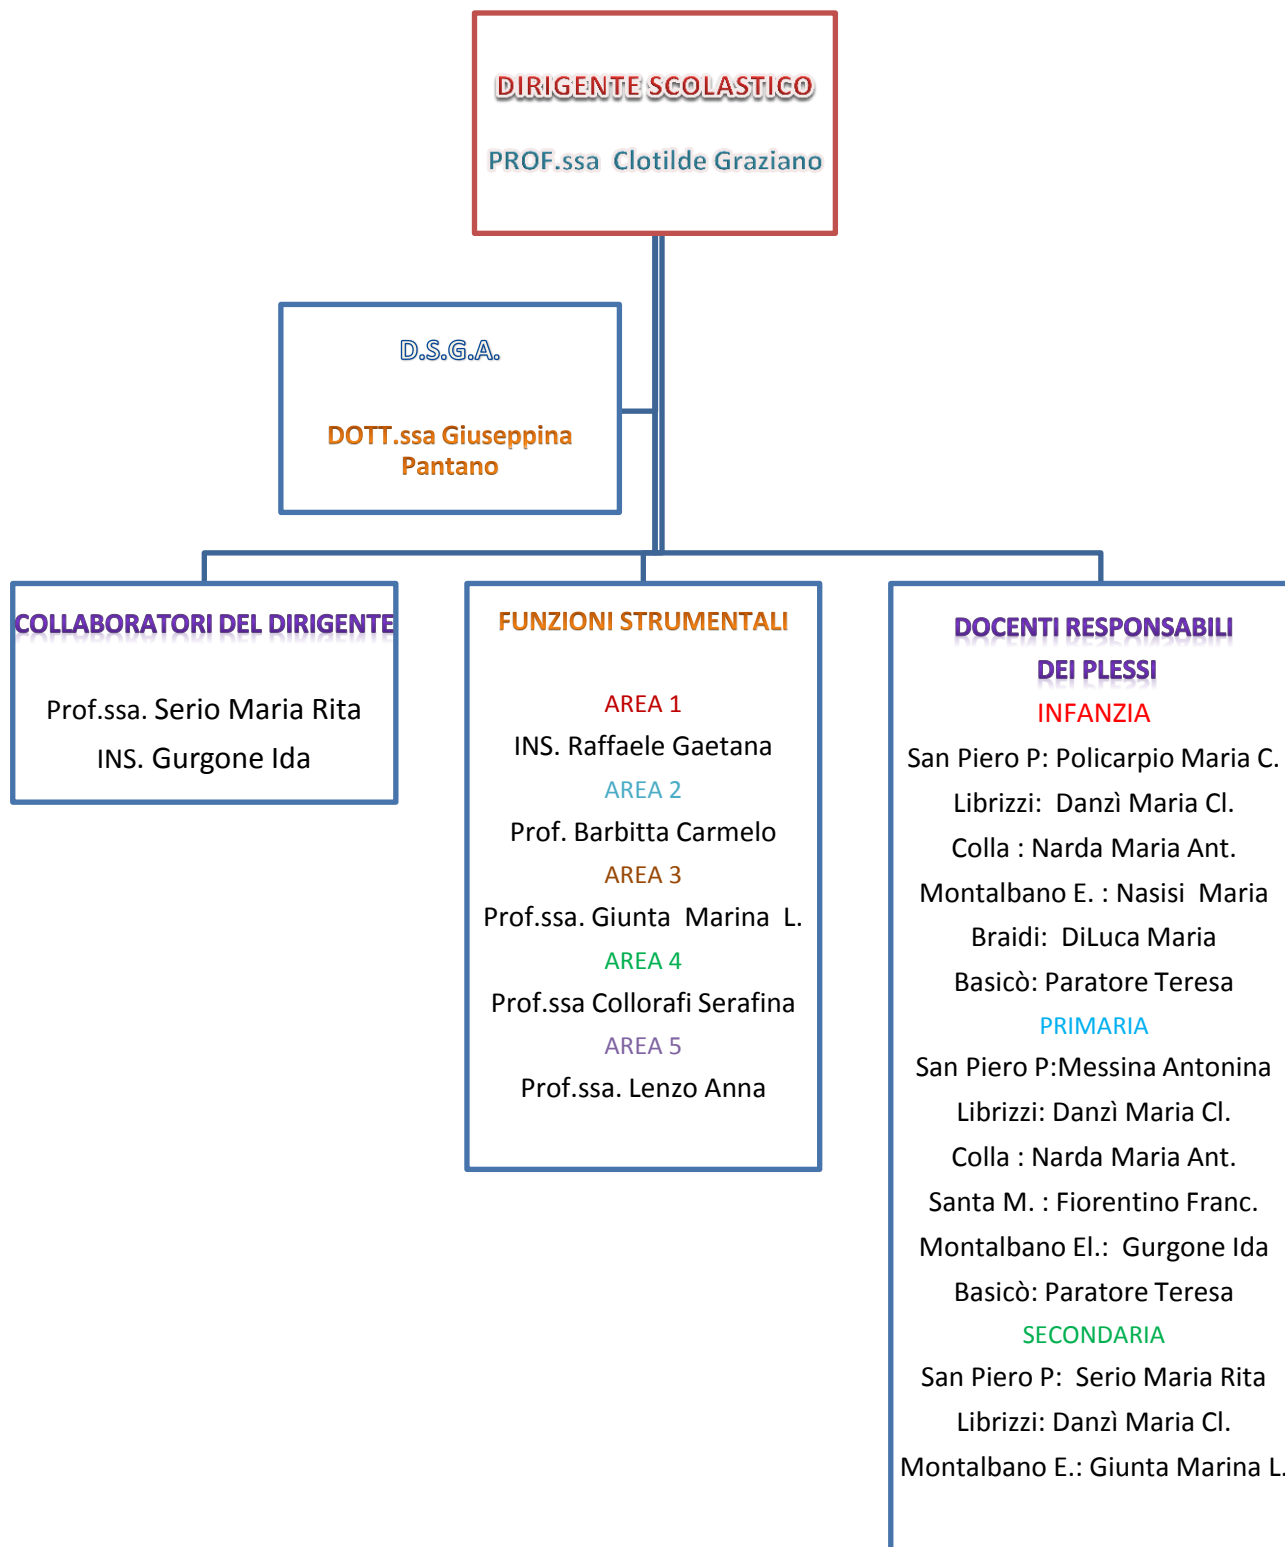 DIRIGENTE SCOLASTICO
PROF.ssa Clotilde Graziano
D.S.G.A.
DOTT.ssa Giuseppina
Pantano
COLLABORATORI DEL DIRIGENTE
Prof.ssa. Serio Maria Rita
INS. Gurgone Ida
FUNZIONI STRUMENTALI
AREA 1
INS. Raffaele Gaetana
AREA 2
Prof. Barbitta Carmelo
AREA 3
Prof.ssa. Giunta Marina L.
AREA 4
Prof.ssa Collorafi Serafina
AREA 5
Prof.ssa. Lenzo Anna
DOCENTI RESPONSABILI
DEI PLESSI
INFANZIA
San Piero P: Policarpio Maria C.
Librizzi: Danzì Maria Cl.
Colla : Narda Maria Ant.
Montalbano E. : Nasisi Maria
Braidi: DiLuca Maria
Basicò: Paratore Teresa
PRIMARIA
San Piero P:Messina Antonina
Librizzi: Danzì Maria Cl.
Colla : Narda Maria Ant.
Santa M. : Fiorentino Franc.
Montalbano El.: Gurgone Ida
Basicò: Paratore Teresa
SECONDARIA
San Piero P: Serio Maria Rita
Librizzi: Danzì Maria Cl.
Montalbano E.: Giunta Marina L.